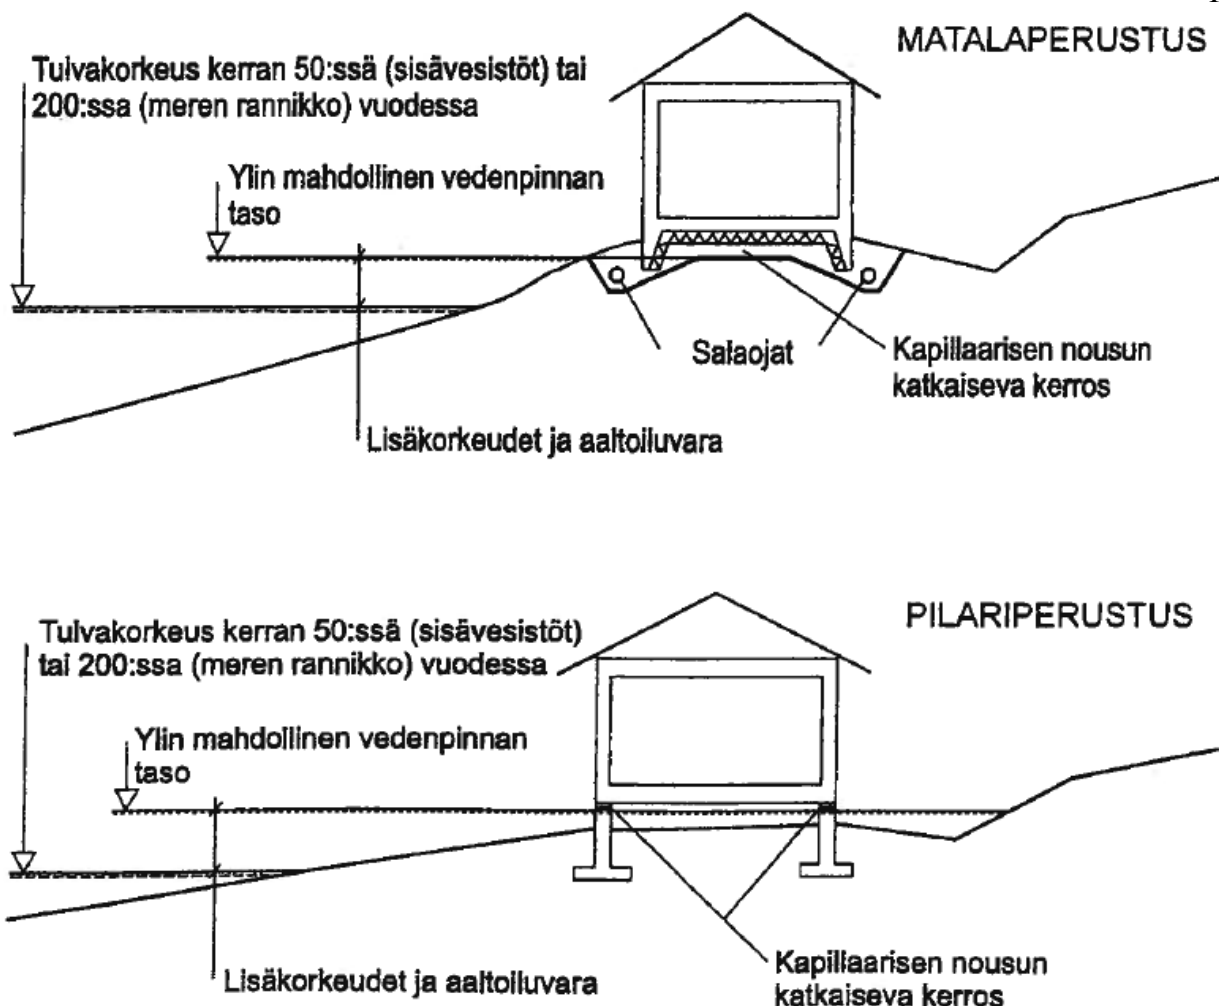 MATALAPERUSTUS
Tulvakorkeus kerran 50:ssä (sisävesistöt) tai
200:ssa (meren rannikko) vuodessa
Ylin mahdollinen vedenpinnan
taso
Salaojat
Kapillaarisen nousun
katkaiseva kerros
Lisäkorkeudet ja aaltoiluvara
PILARIPERUSTUS
Tulvakorkeus kerran 50:ssä (sisävesistöt)
tai 200:ssa (meren rannikko) vuodessa
Ylin mahdollinen vedenpinnan
taso
Kapillaarisen nousun
katkaiseva kerros
Lisäkorkeudet ja aaltoiluvara